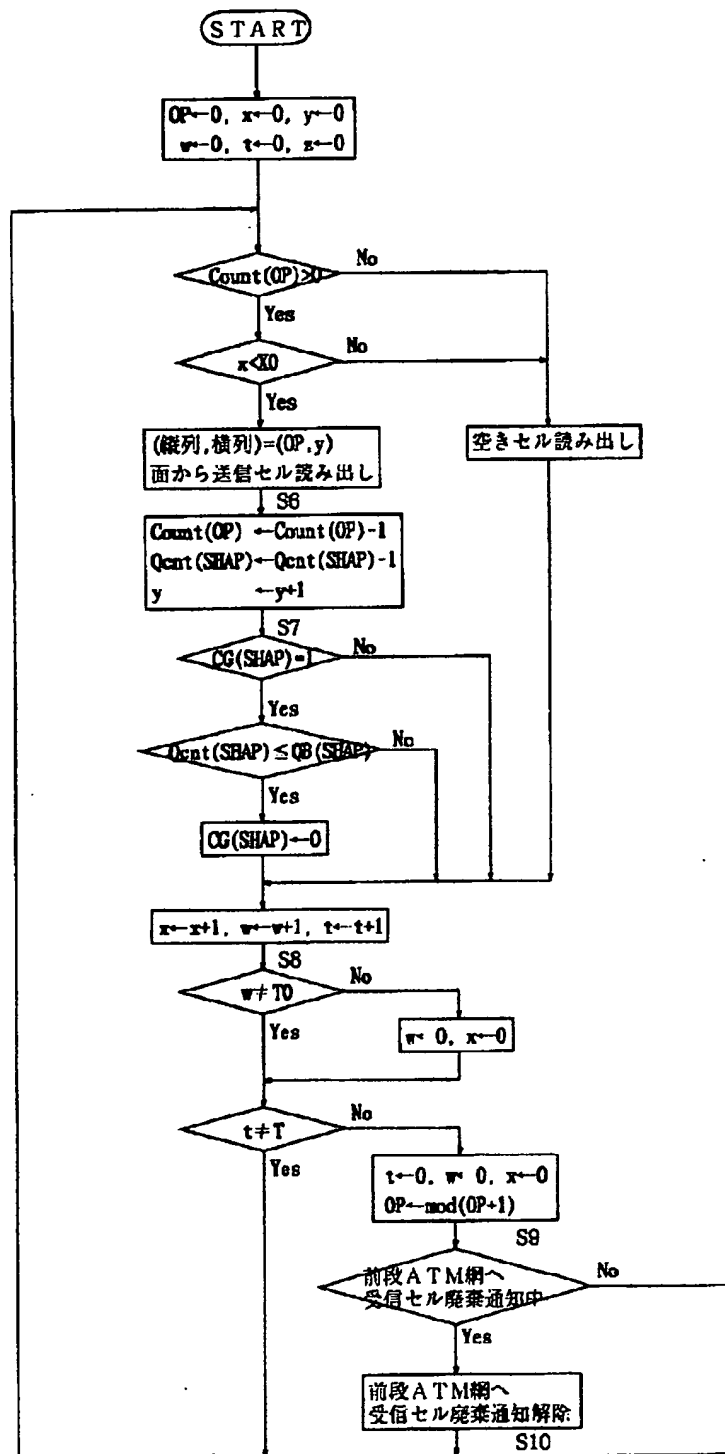 START
OP←0, x←0, y←0
w←0, t←0, z←0
Count(OP)>0
No
Yes
x<X0
No
Yes
(縦列,横列)=(OP,y)
面から送信セル読み出し
空きセル読み出し
S6
Count(OP) ←Count(OP)-1
Qcnt(SHAP)←Qcnt(SHAP)-1
y ←y+1
S7
CG(SHAP)=1
No
Yes
Qcnt(SHAP)≤QB(SHAP)
No
Yes
CG(SHAP)←0
x←x+1, w←w+1, t←t+1
S8
w≠T0
No
Yes
w← 0, x←0
t≠T
No
Yes
t←0, w← 0, x←0
OP←mod(OP+1)
S9
前段ATM網へ
受信セル廃棄通知中
No
Yes
前段ATM網へ
受信セル廃棄通知解除
S10